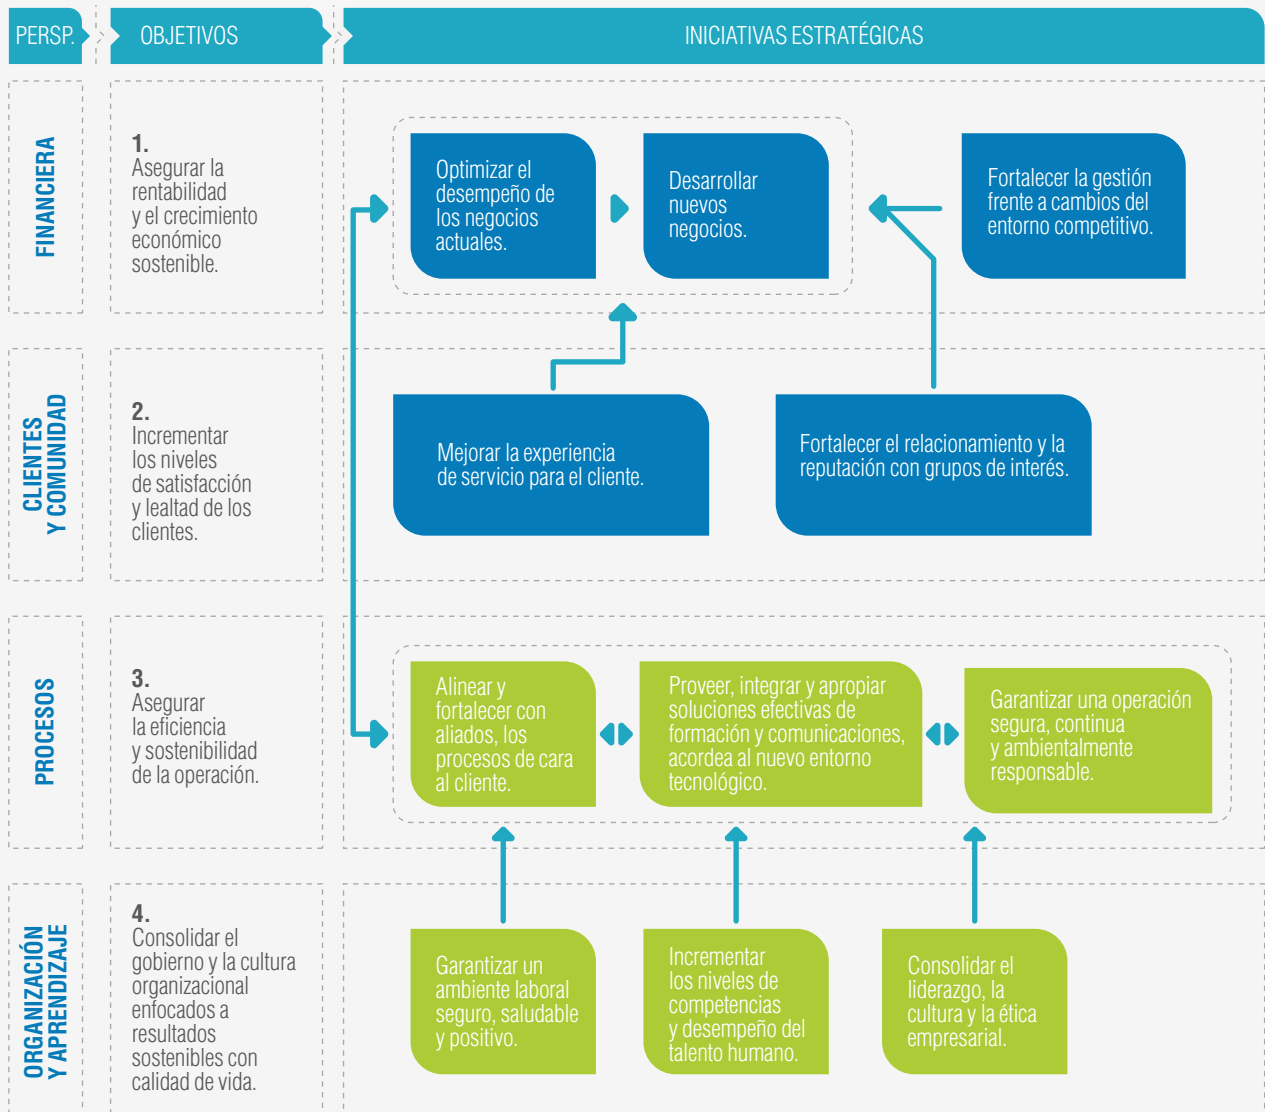 PERSP.
OBJETIVOS
INICIATIVAS ESTRATÉGICAS
FINANCIERA
1.
Asegurar la
rentabilidad
y el crecimiento
económico
sostenible.
Optimizar el
desempeño de
los negocios
actuales.
Desarrollar
nuevos
negocios.
Fortalecer la gestión
frente a cambios del
entorno competitivo.
CLIENTES
Y COMUNIDAD
2.
Incrementar
los niveles
de satisfacción
y lealtad de los
clientes.
Mejorar la experiencia
de servicio para el cliente.
Fortalecer el relacionamiento y la
reputación con grupos de interés.
PROCESOS
3.
Asegurar
la eficiencia
y sostenibilidad
de la operación.
Alinear y
fortalecer con
aliados, los
procesos de cara
al cliente.
Proveer, integrar y apropiar
soluciones efectivas de
formación y comunicaciones,
acordea al nuevo entorno
tecnológico.
Garantizar una operación
segura, continua
y ambientalmente
responsable.
ORGANIZACIÓN
Y APRENDIZAJE
4.
Consolidar el
gobierno y la cultura
organizacional
enfocados a
resultados
sostenibles con
calidad de vida.
Garantizar un
ambiente laboral
seguro, saludable
y positivo.
Incrementar
los niveles de
competencias
y desempeño del
talento humano.
Consolidar el
liderazgo, la
cultura y la ética
empresarial.